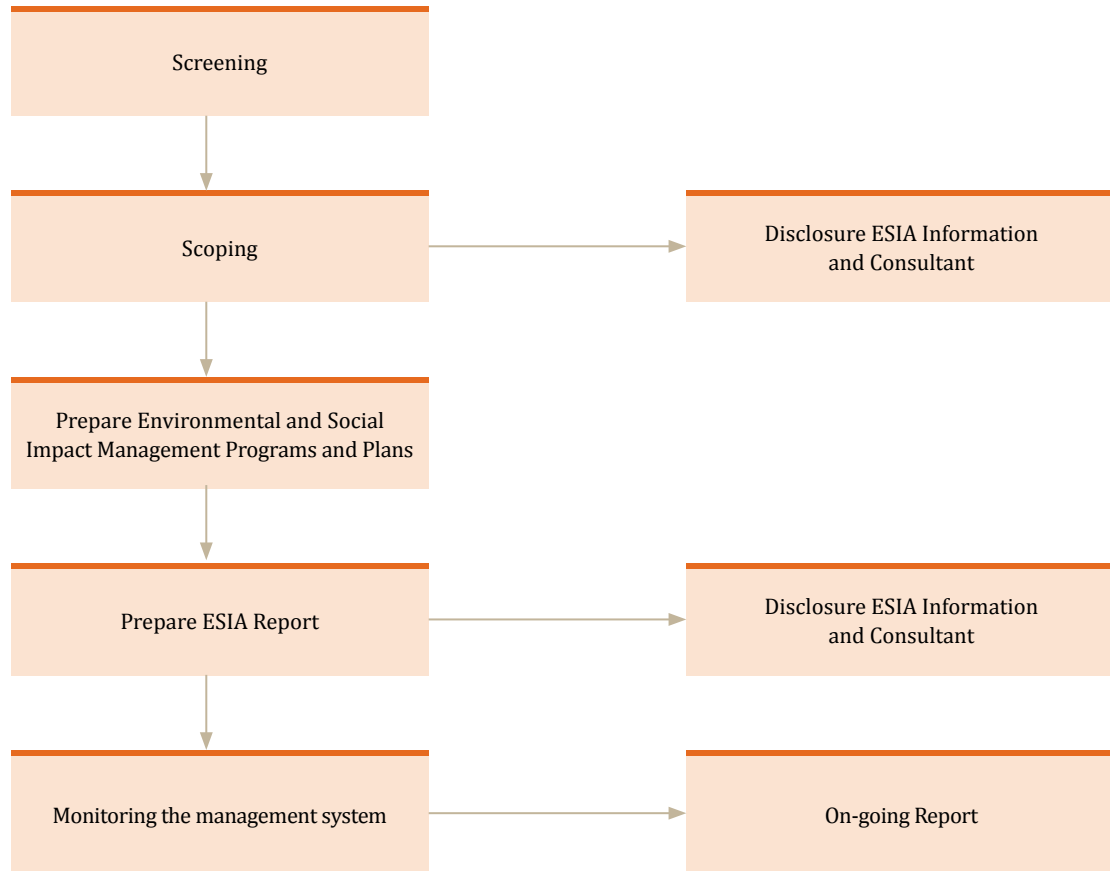 Screening
Scoping
Disclosure ESIA Information
and Consultant
Prepare Environmental and Social
Impact Management Programs and Plans
Prepare ESIA Report
Disclosure ESIA Information
and Consultant
Monitoring the management system
On-going Report